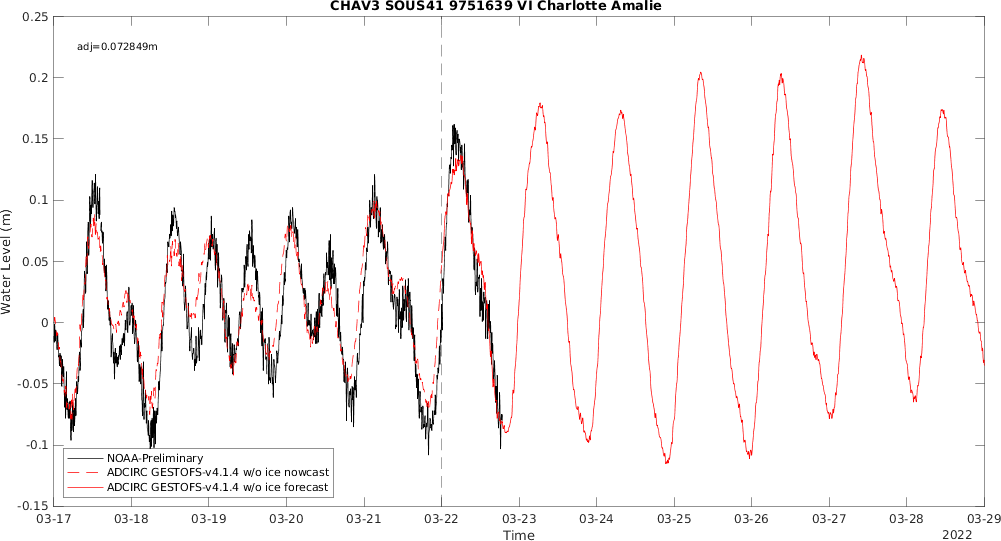 CHAV3 SOUS41 9751639 VI Charlotte Amalie
adj=0.072849m
0.25
0.2
0.15
0.1
0.05
0
-0.05
-0.1
-0.15
Water Level (m)
NOAA-Preliminary
ADCIRC GESTOFS-v4.1.4 w/o ice nowcast
ADCIRC GESTOFS-v4.1.4 w/o ice forecast
03-17 03-18 03-19 03-20 03-21 03-22 03-23 03-24 03-25 03-26 03-27 03-28 03-29
Time
2022